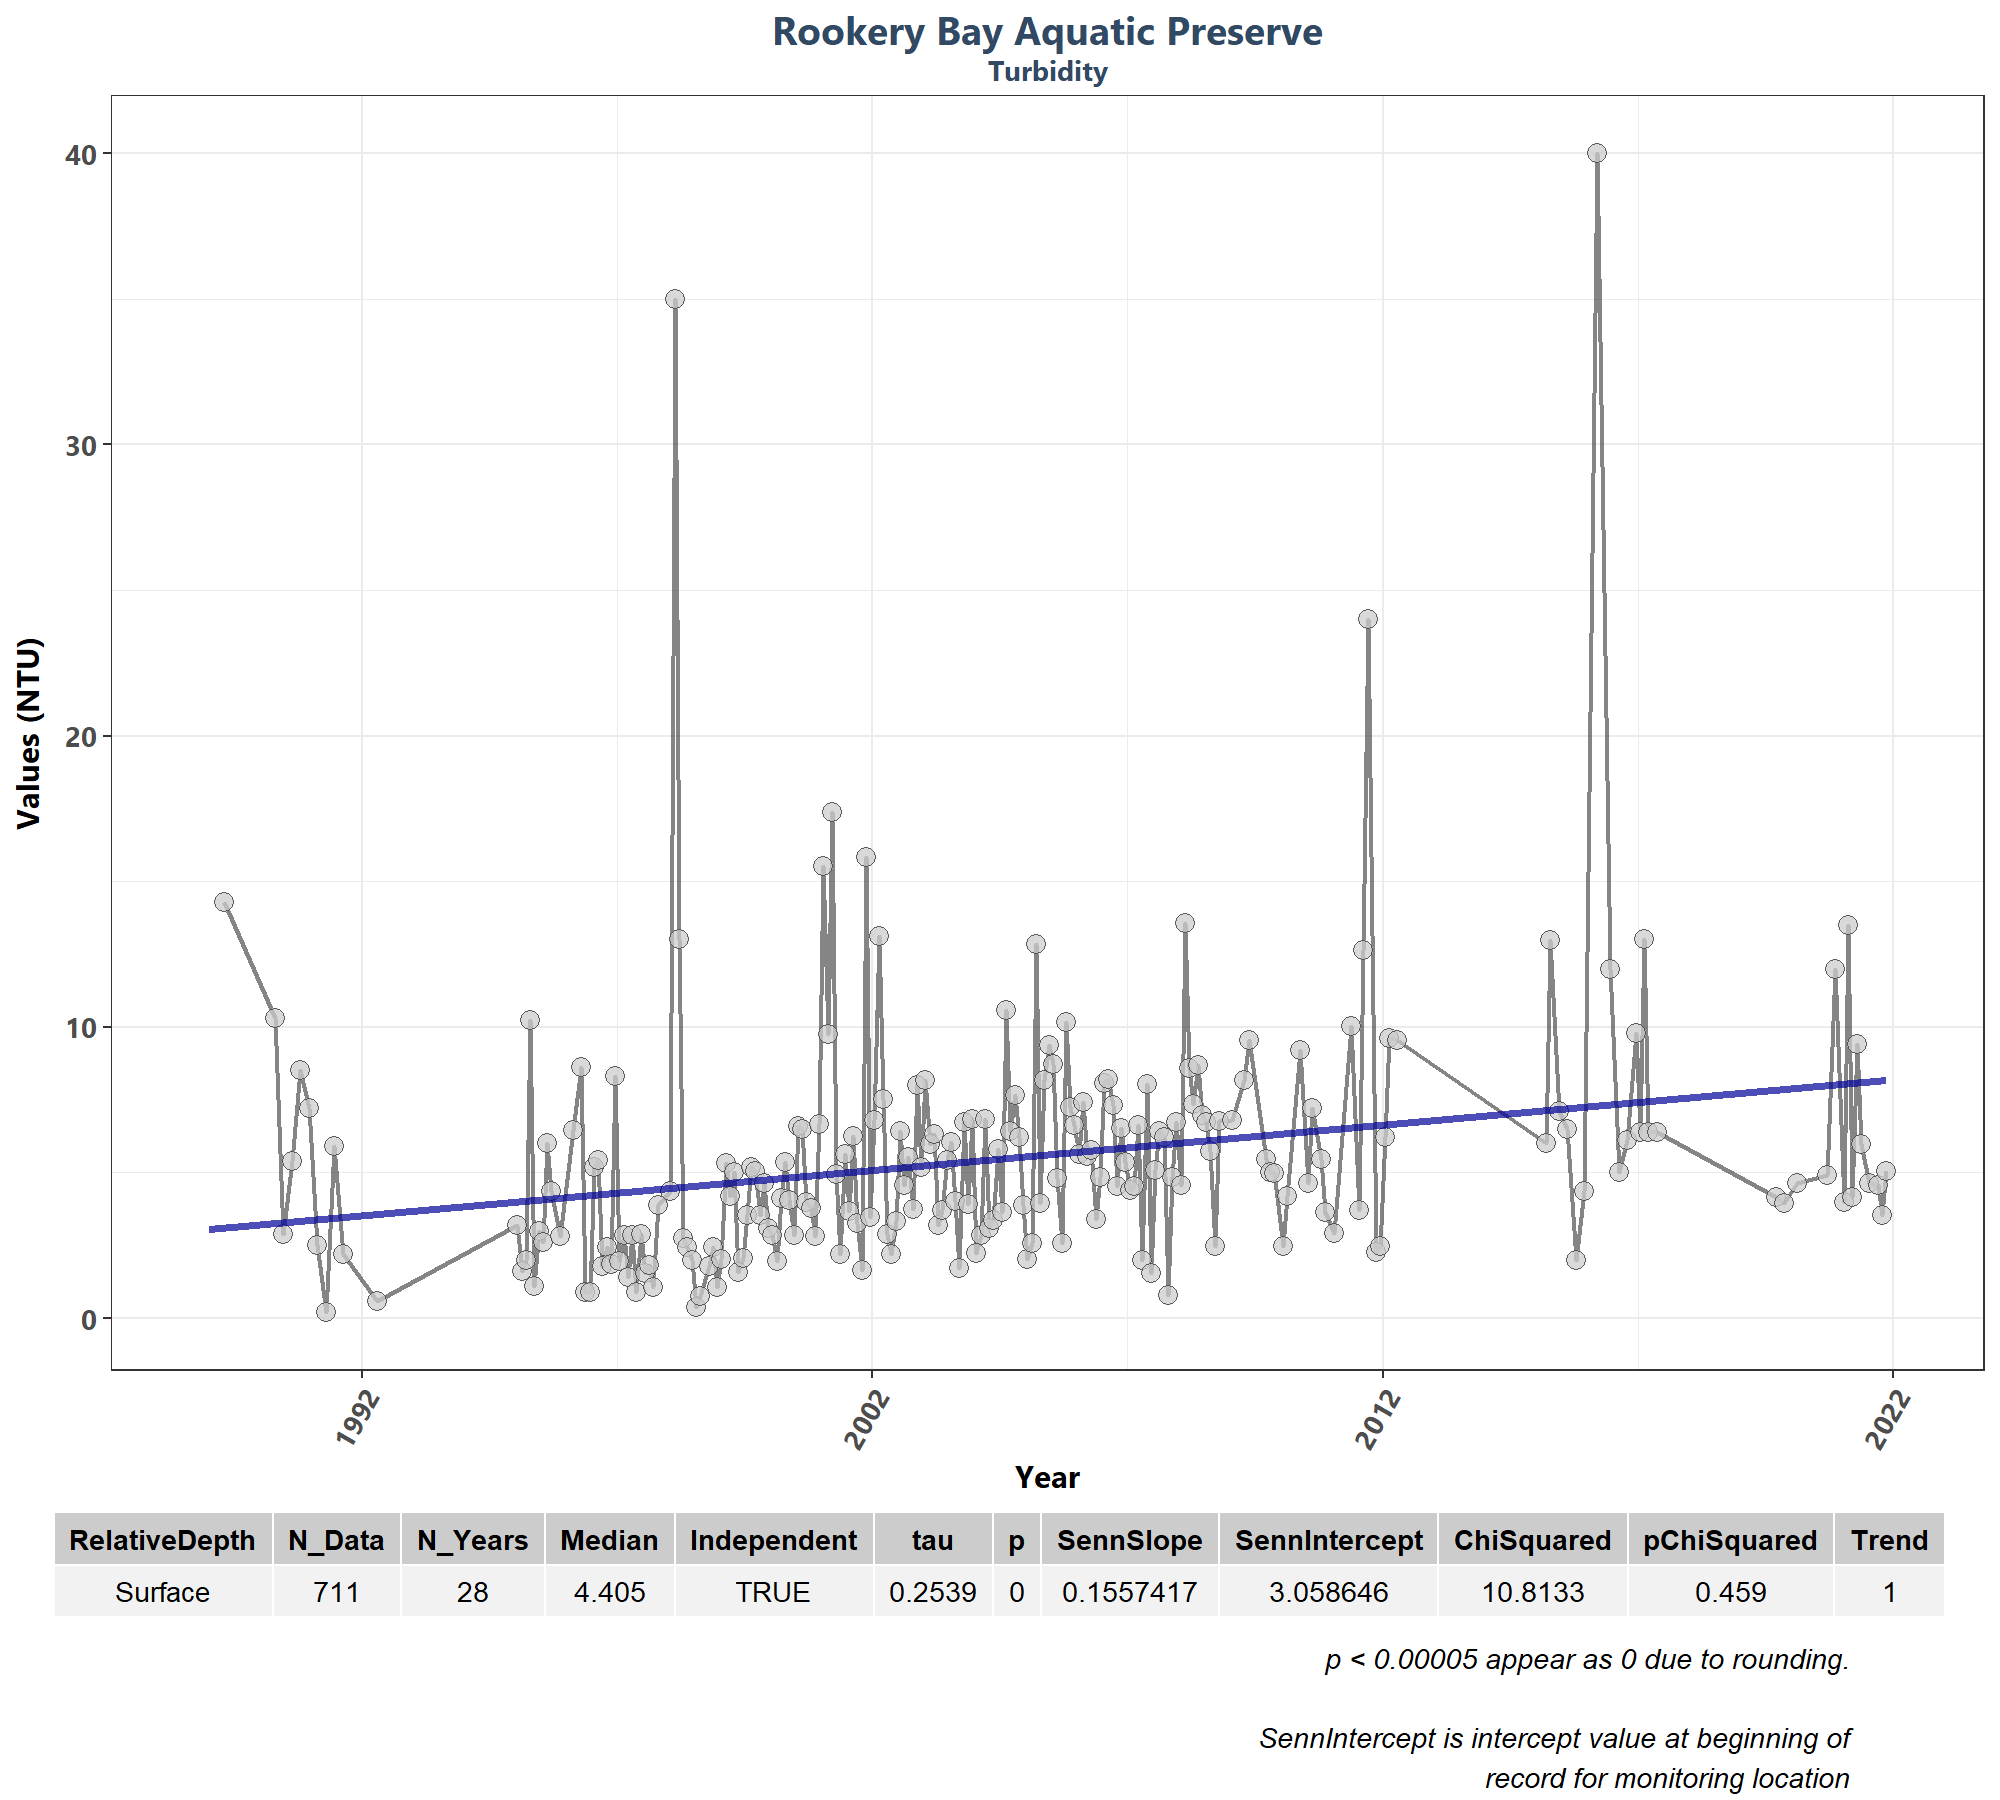 Rookery Bay Aquatic Preserve
Turbidity
Values (NTU)
40
30
20
10
0
1992 2002 2012 2022
Year
RelativeDepth N_Data N_Years Median Independent tau p SennSlope SennIntercept ChiSquared pChiSquared Trend
Surface 711 28 4.405 TRUE 0.2539 0 0.1557417 3.058646 10.8133 0.459 1
p < 0.00005 appear as 0 due to rounding.
SennIntercept is intercept value at beginning of
record for monitoring location